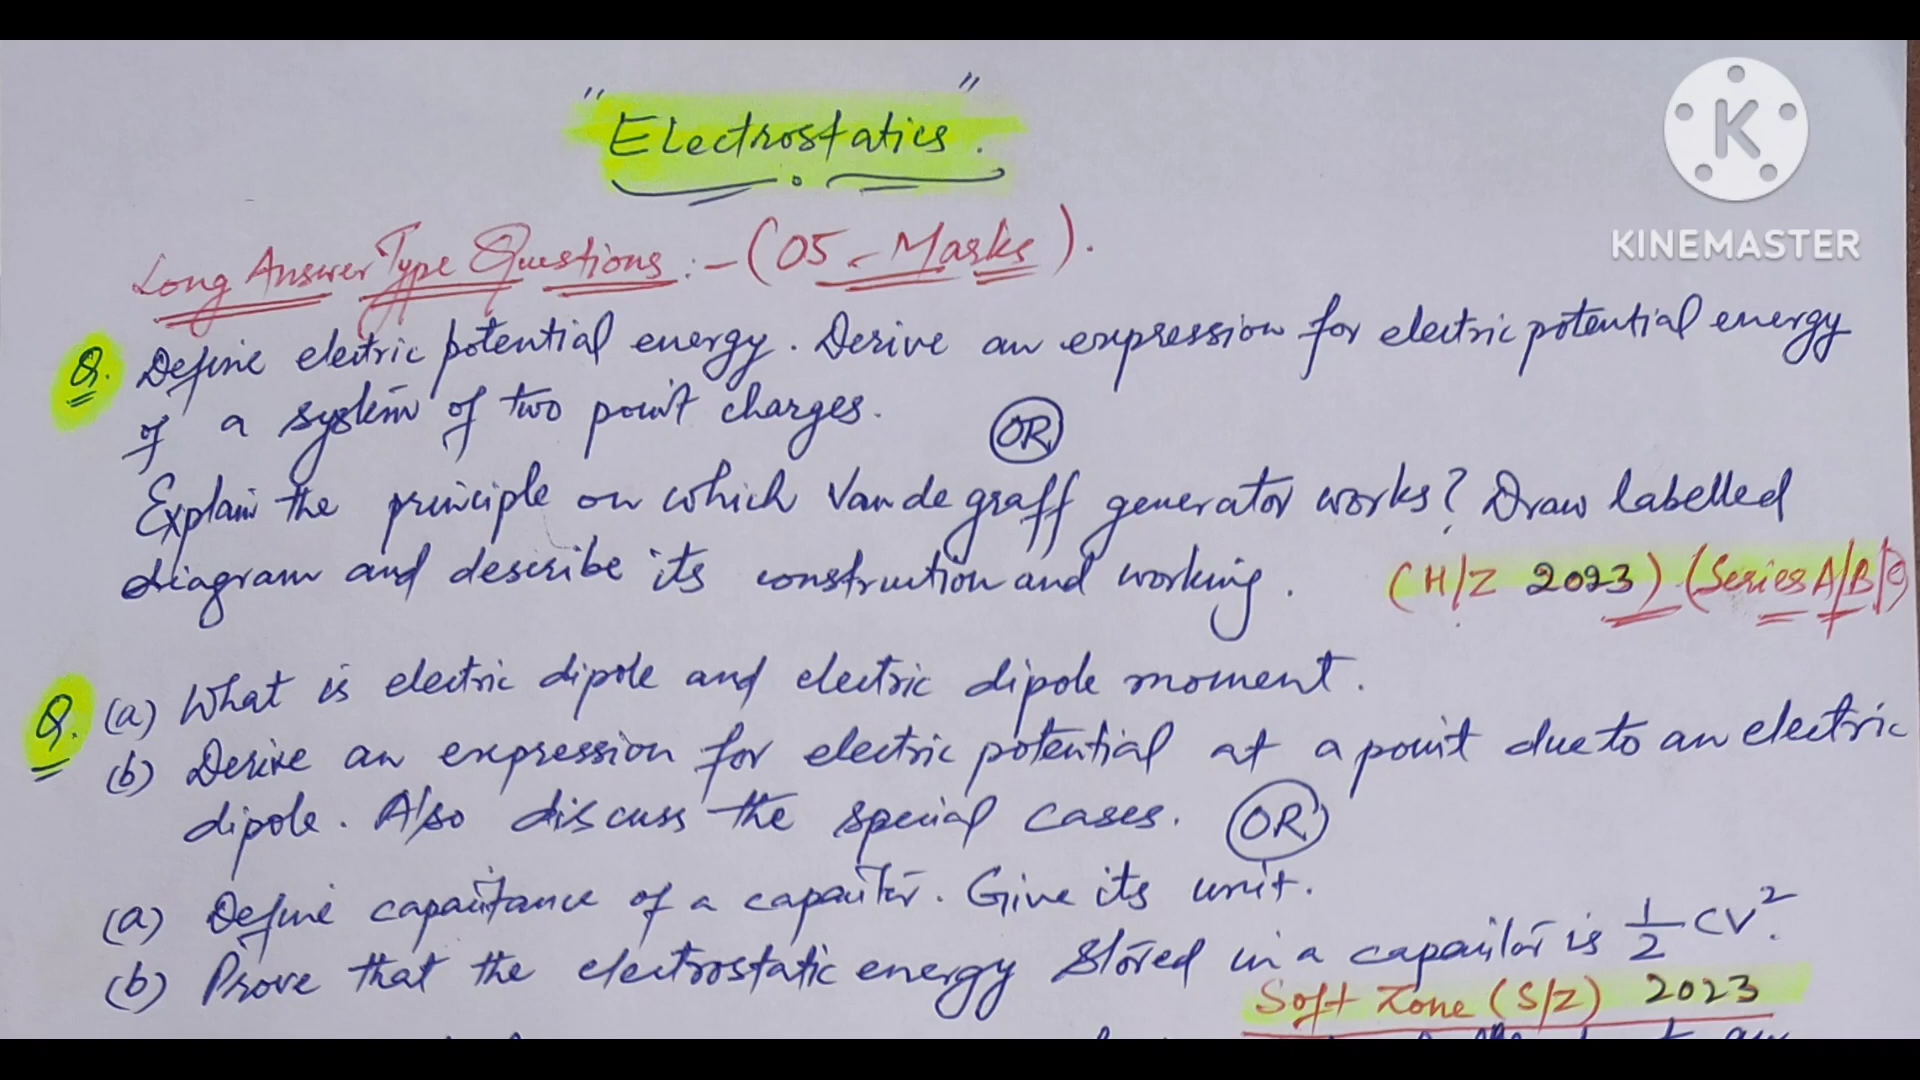 "Electrostatics".
K
KINEMASTER
Long Answer Type Questions:-(05-Marks).
Q. Define electric potential energy. Derive an expression for electric potential energy
of a system of two point charges. OR
Explain the principle on which Van de graff generator works? Draw labelled
diagram and describe its construction and working. (H/Z 2023) (Series A/B/C)
Q. (a) What is electric dipole and electric dipole moment.
(b) Derive an expression for electric potential at a point due to an electric
dipole. Also discuss the special cases. OR
(a) Define capacitance of a capacitor. Give its unit.
(b) Prove that the electrostatic energy stored in a capacitor is 1/2 CV².
Soft Zone (S/Z) 2023